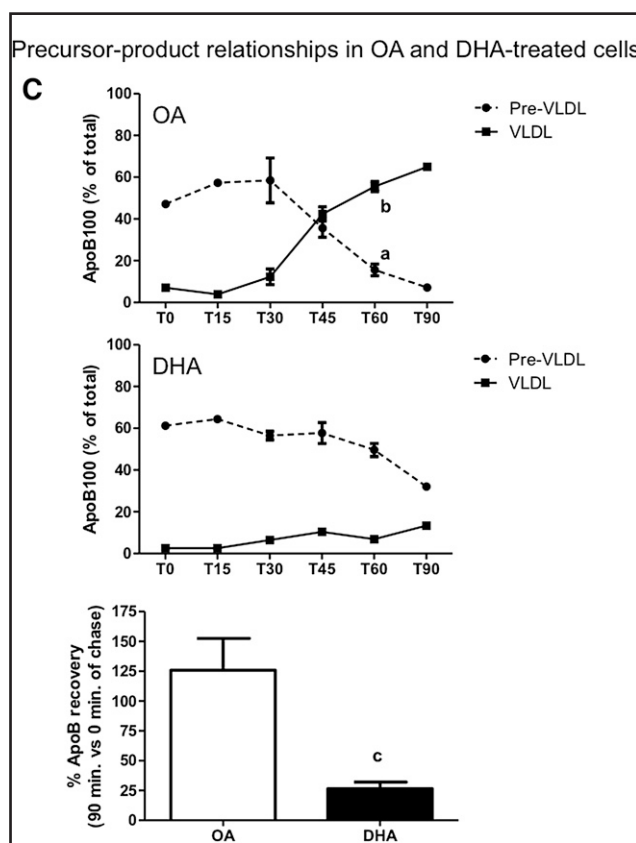 Precursor-product relationships in OA and DHA-treated cells
C
OA
ApoB100 (% of total)
100
80
60
40
20
0
T0 T15 T30 T45 T60 T90
b
a
Pre-VLDL
VLDL
DHA
ApoB100 (% of total)
100
80
60
40
20
0
T0 T15 T30 T45 T60 T90
Pre-VLDL
VLDL
% ApoB recovery
(90 min. vs 0 min. of chase)
175
150
125
100
75
50
25
0
c
OA DHA